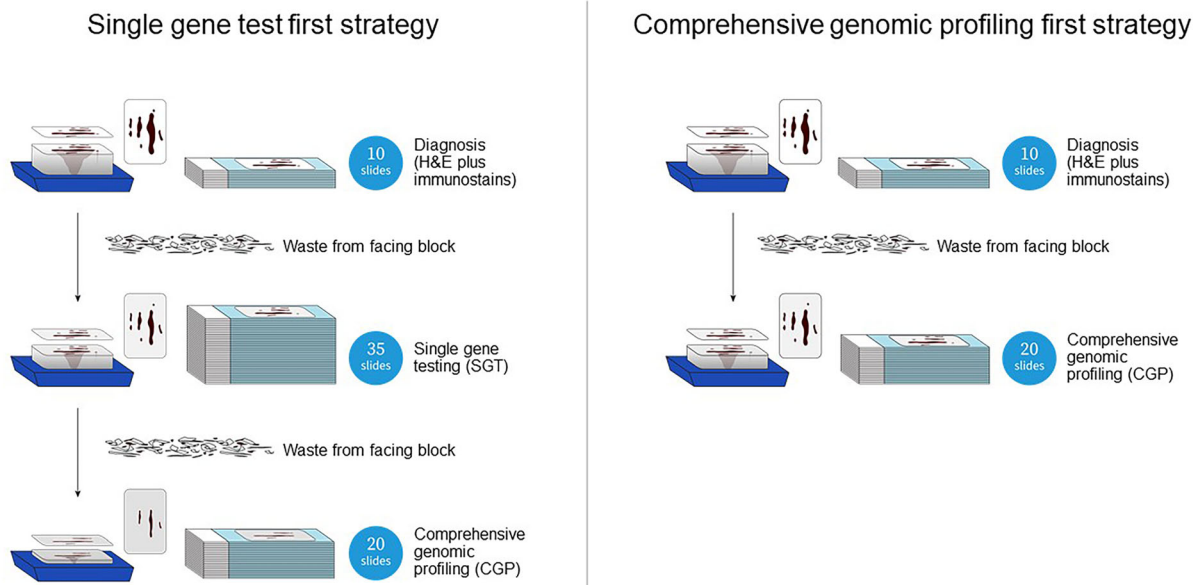 Single gene test first strategy
10
slides
Diagnosis
(H&E plus
immunostains)
Waste from facing block
35
slides
Single gene
testing (SGT)
Waste from facing block
20
slides
Comprehensive
genomic
profiling (CGP)
Comprehensive genomic profiling first strategy
10
slides
Diagnosis
(H&E plus
immunostains)
Waste from facing block
20
slides
Comprehensive
genomic
profiling (CGP)